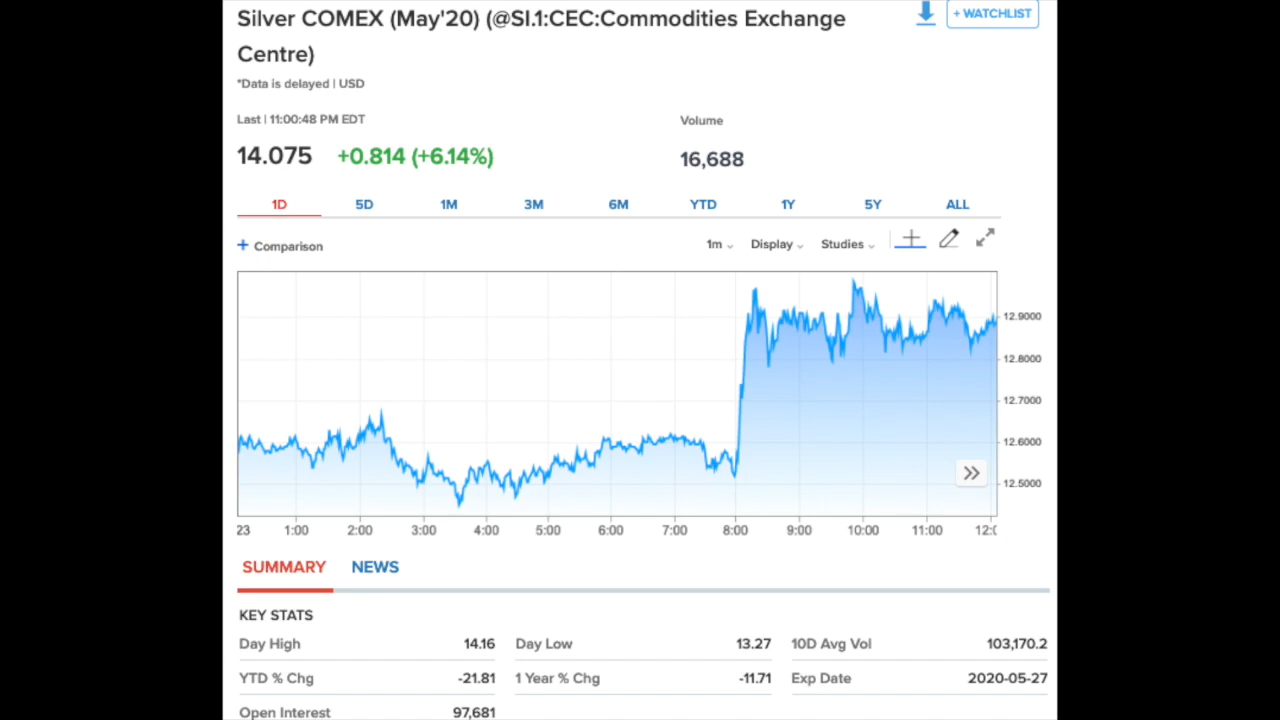 Silver COMEX (May'20) (@SI.1:CEC:Commodities Exchange
Centre)
+ WATCHLIST
*Data is delayed | USD
Last | 11:00:48 PM EDT
Volume
14.075 +0.814 (+6.14%)
16,688
1D 5D 1M 3M 6M YTD 1Y 5Y ALL
+ Comparison
1m Display Studies
12.9000
12.8000
12.7000
12.6000
12.5000
23 1:00 2:00 3:00 4:00 5:00 6:00 7:00 8:00 9:00 10:00 11:00
SUMMARY NEWS
KEY STATS
Day High 14.16 Day Low 13.27 10D Avg Vol 103,170.2
YTD % Chg -21.81 1 Year % Chg -11.71 Exp Date 2020-05-27
Open Interest 97,681